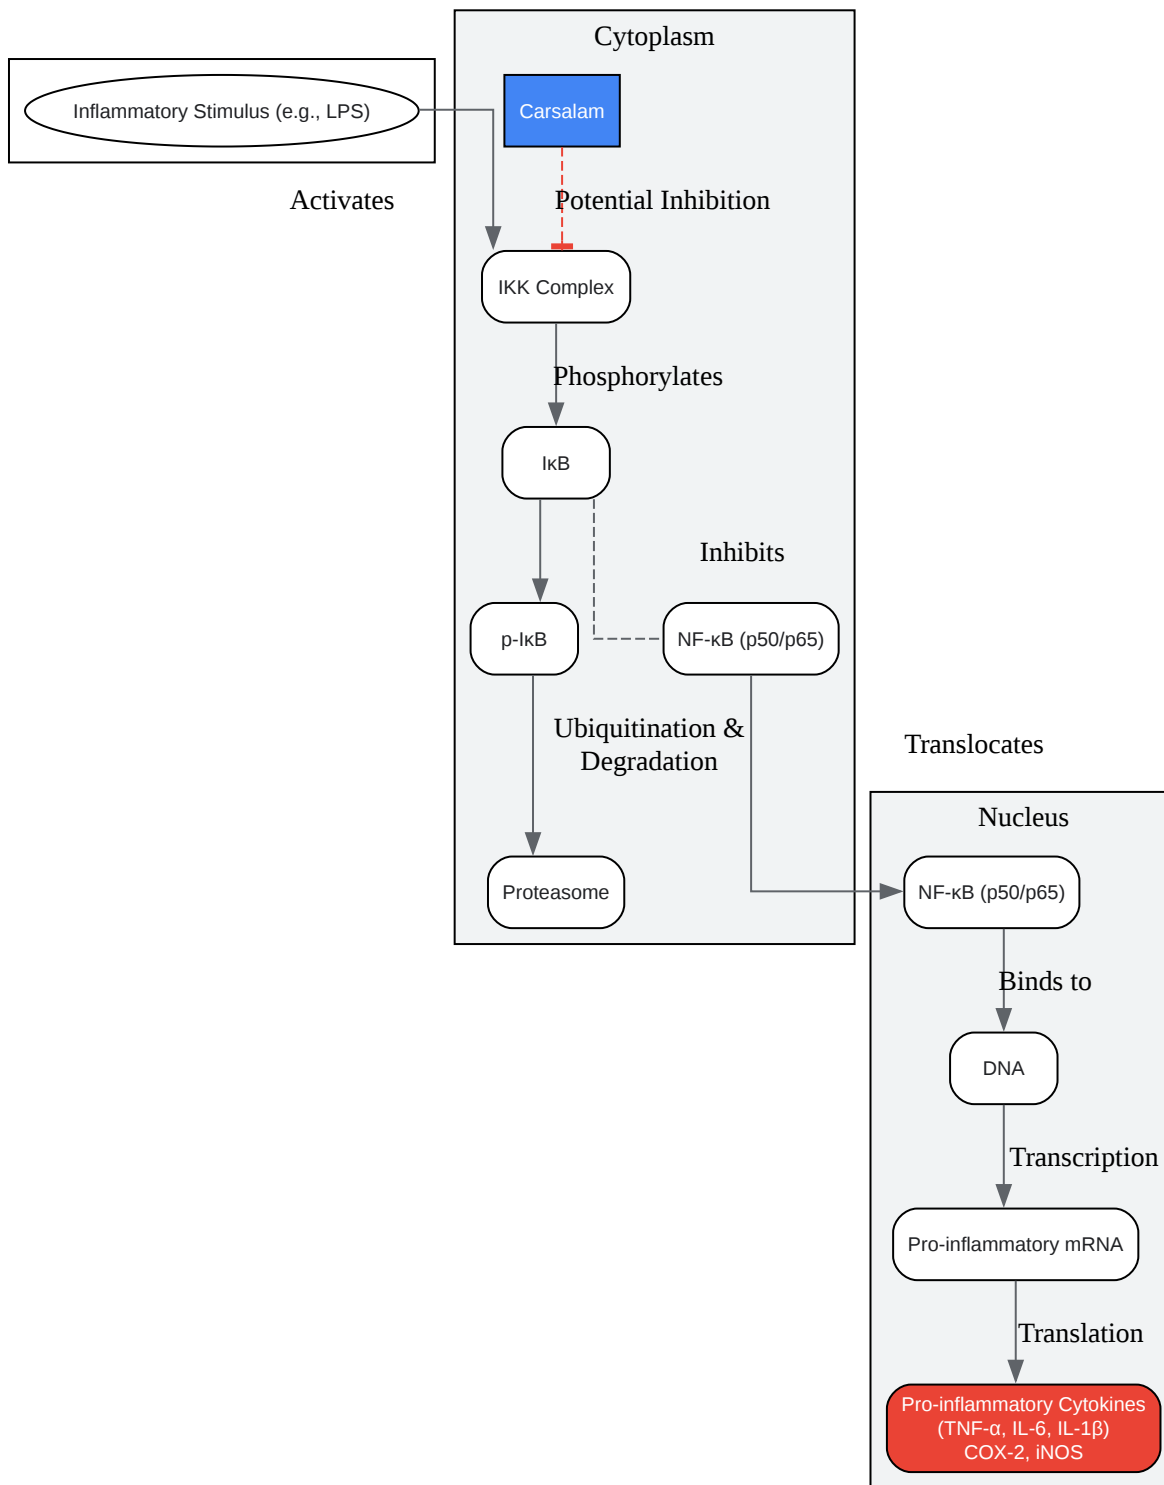 Cytoplasm
Inflammatory Stimulus (e.g., LPS)
Carsalam
Activates
Potential Inhibition
IKK Complex
Phosphorylates
IκB
Inhibits
p-IκB
NF-κB (p50/p65)
Ubiquitination &
Degradation
Translocates
Nucleus
Proteasome
NF-κB (p50/p65)
Binds to
DNA
Transcription
Pro-inflammatory mRNA
Translation
Pro-inflammatory Cytokines
(TNF-α, IL-6, IL-1β)
COX-2, iNOS